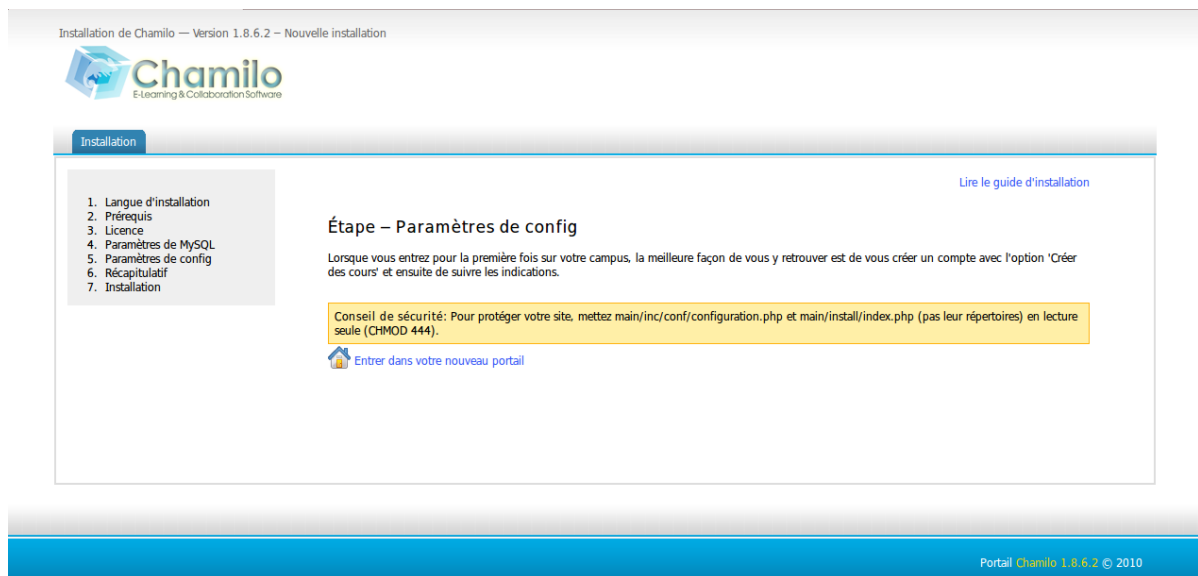 Installation de Chamilo — Version 1.8.6.2 – Nouvelle installation
Chamilo
E-Learning & Collaboration Software
Installation
Lire le guide d'installation
1. Langue d'installation
2. Prérequis
3. Licence
4. Paramètres de MySQL
5. Paramètres de config
6. Récapitulatif
7. Installation
Étape – Paramètres de config
Lorsque vous entrez pour la première fois sur votre campus, la meilleure façon de vous y retrouver est de vous créer un compte avec l'option 'Créer
des cours' et ensuite de suivre les indications.
Conseil de sécurité: Pour protéger votre site, mettez main/inc/conf/configuration.php et main/install/index.php (pas leur répertoires) en lecture
seule (CHMOD 444).
Entrer dans votre nouveau portail
Portail Chamilo 1.8.6.2 © 2010